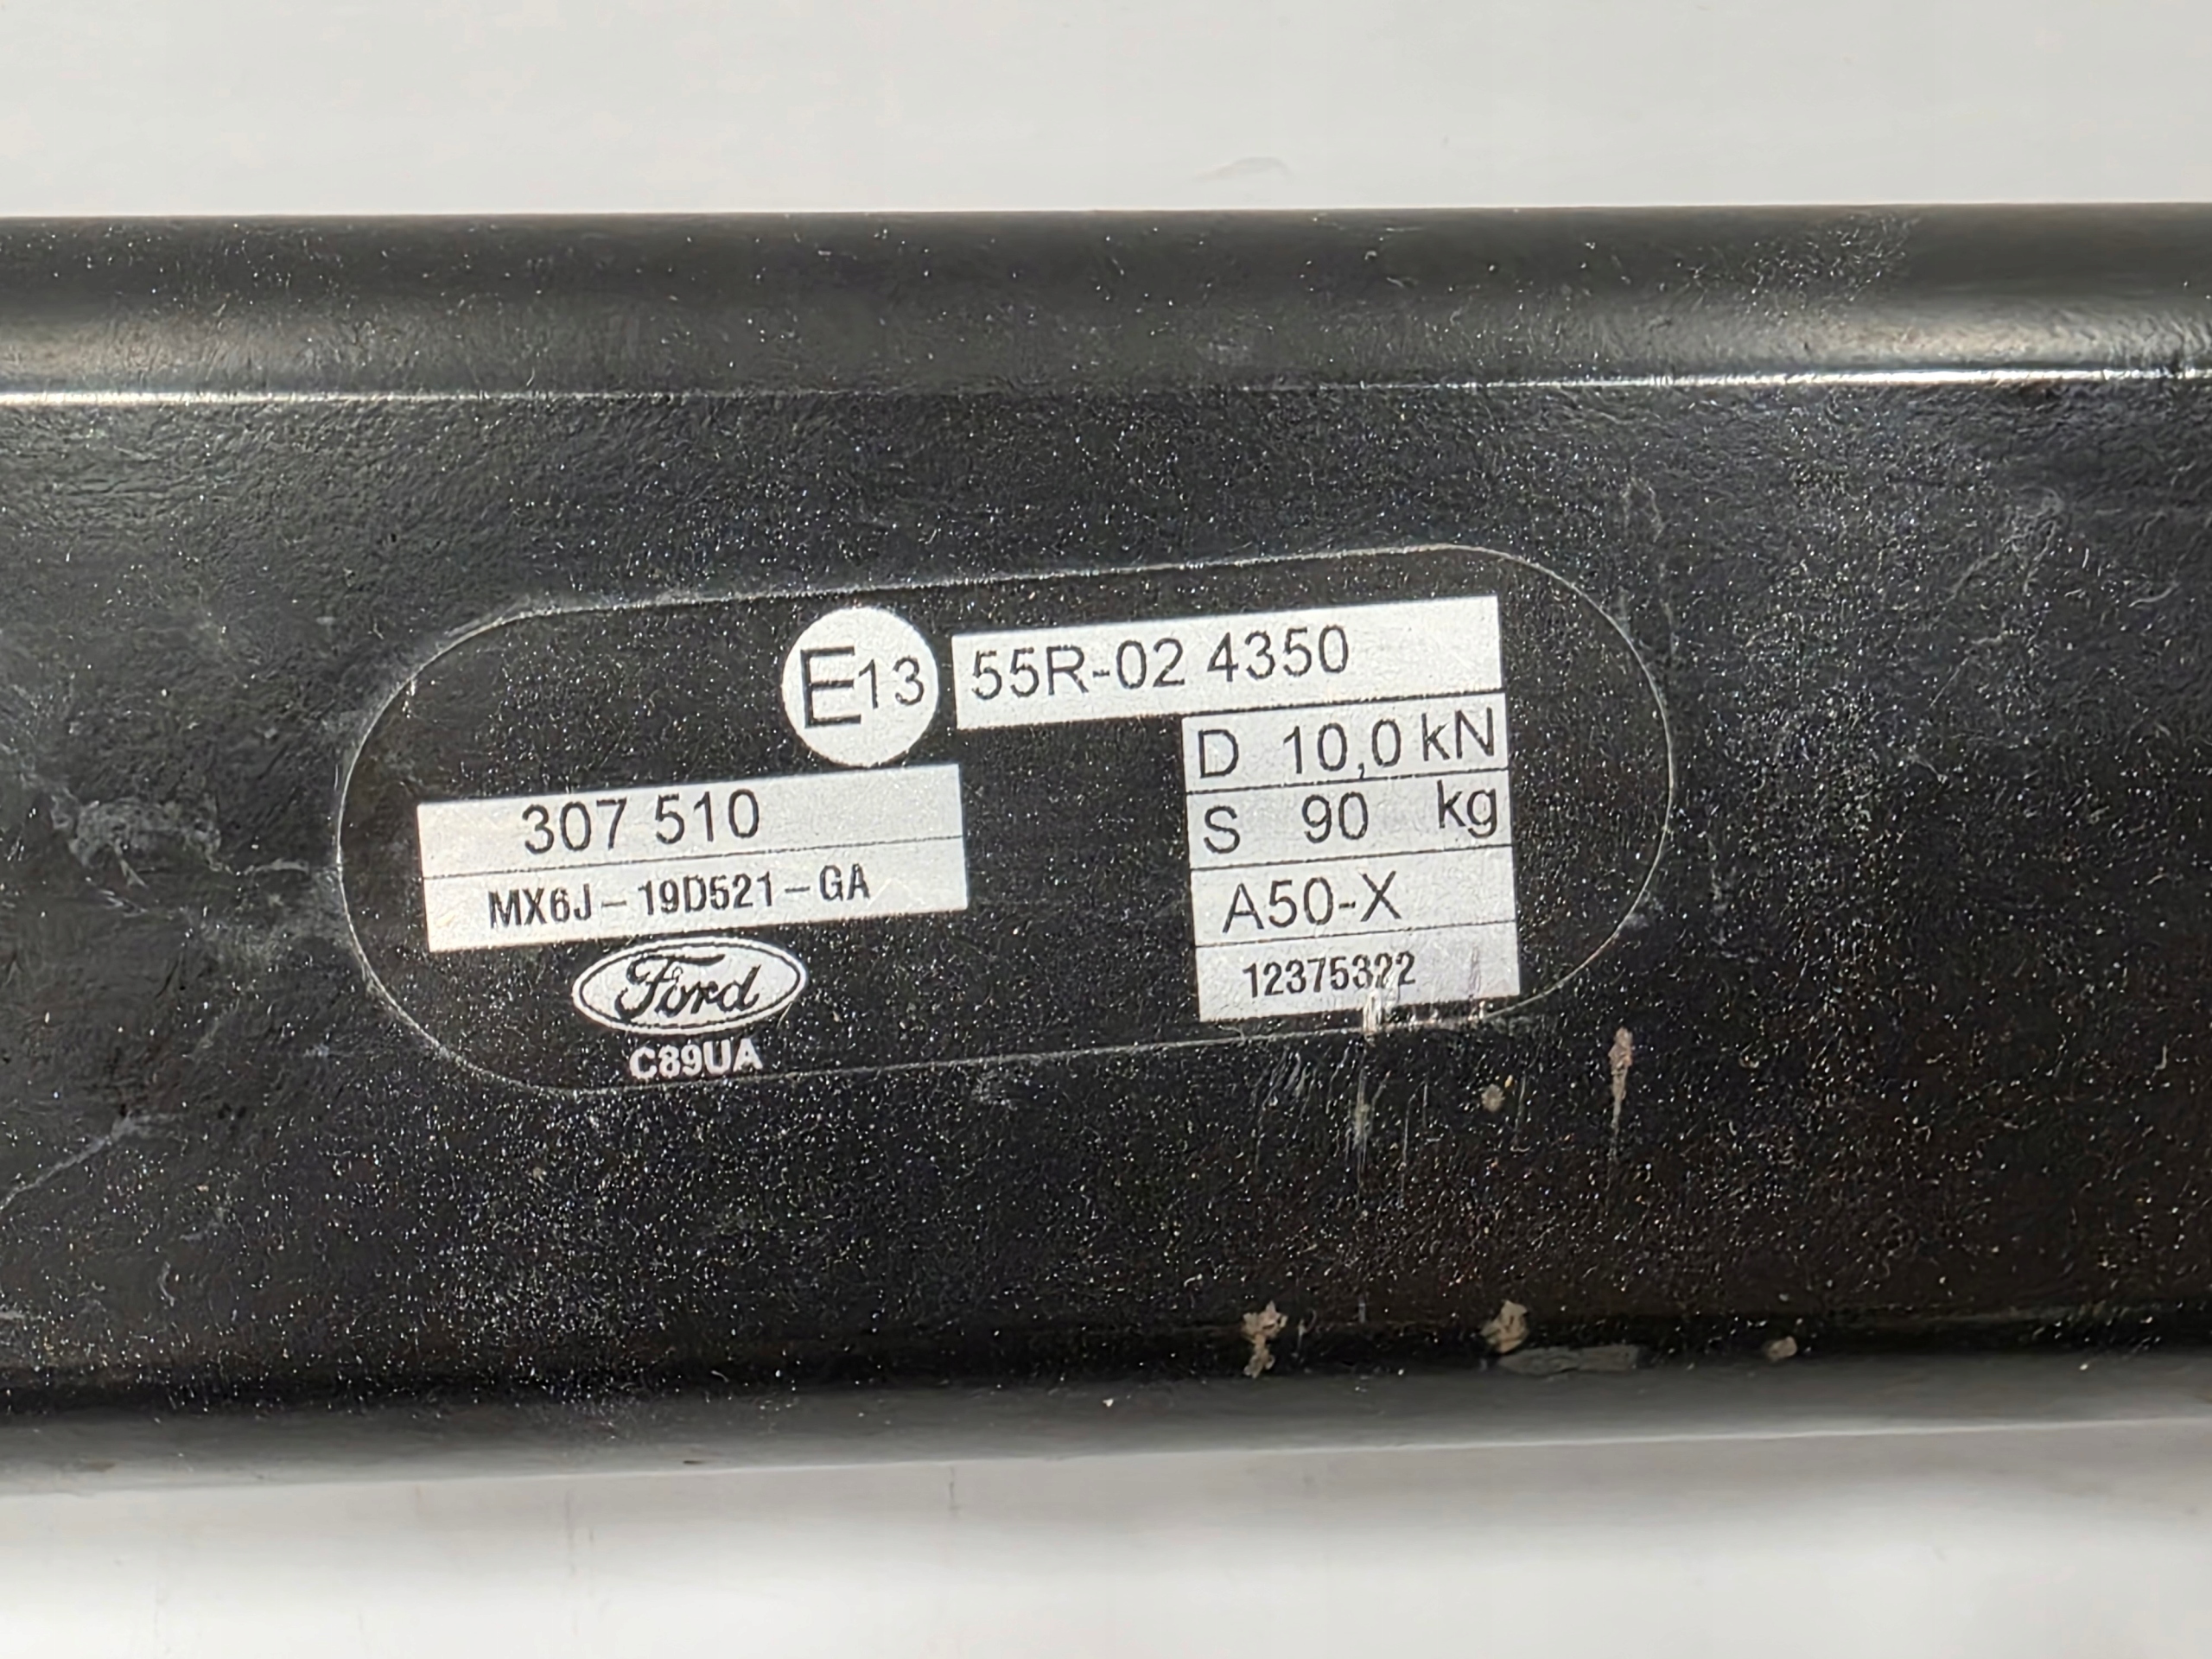 E13 55R-02 4350
D 10,0 kN
S 90 kg
A50-X
12375322
307 510
MX6J-19D521-GA
Ford
C89UA